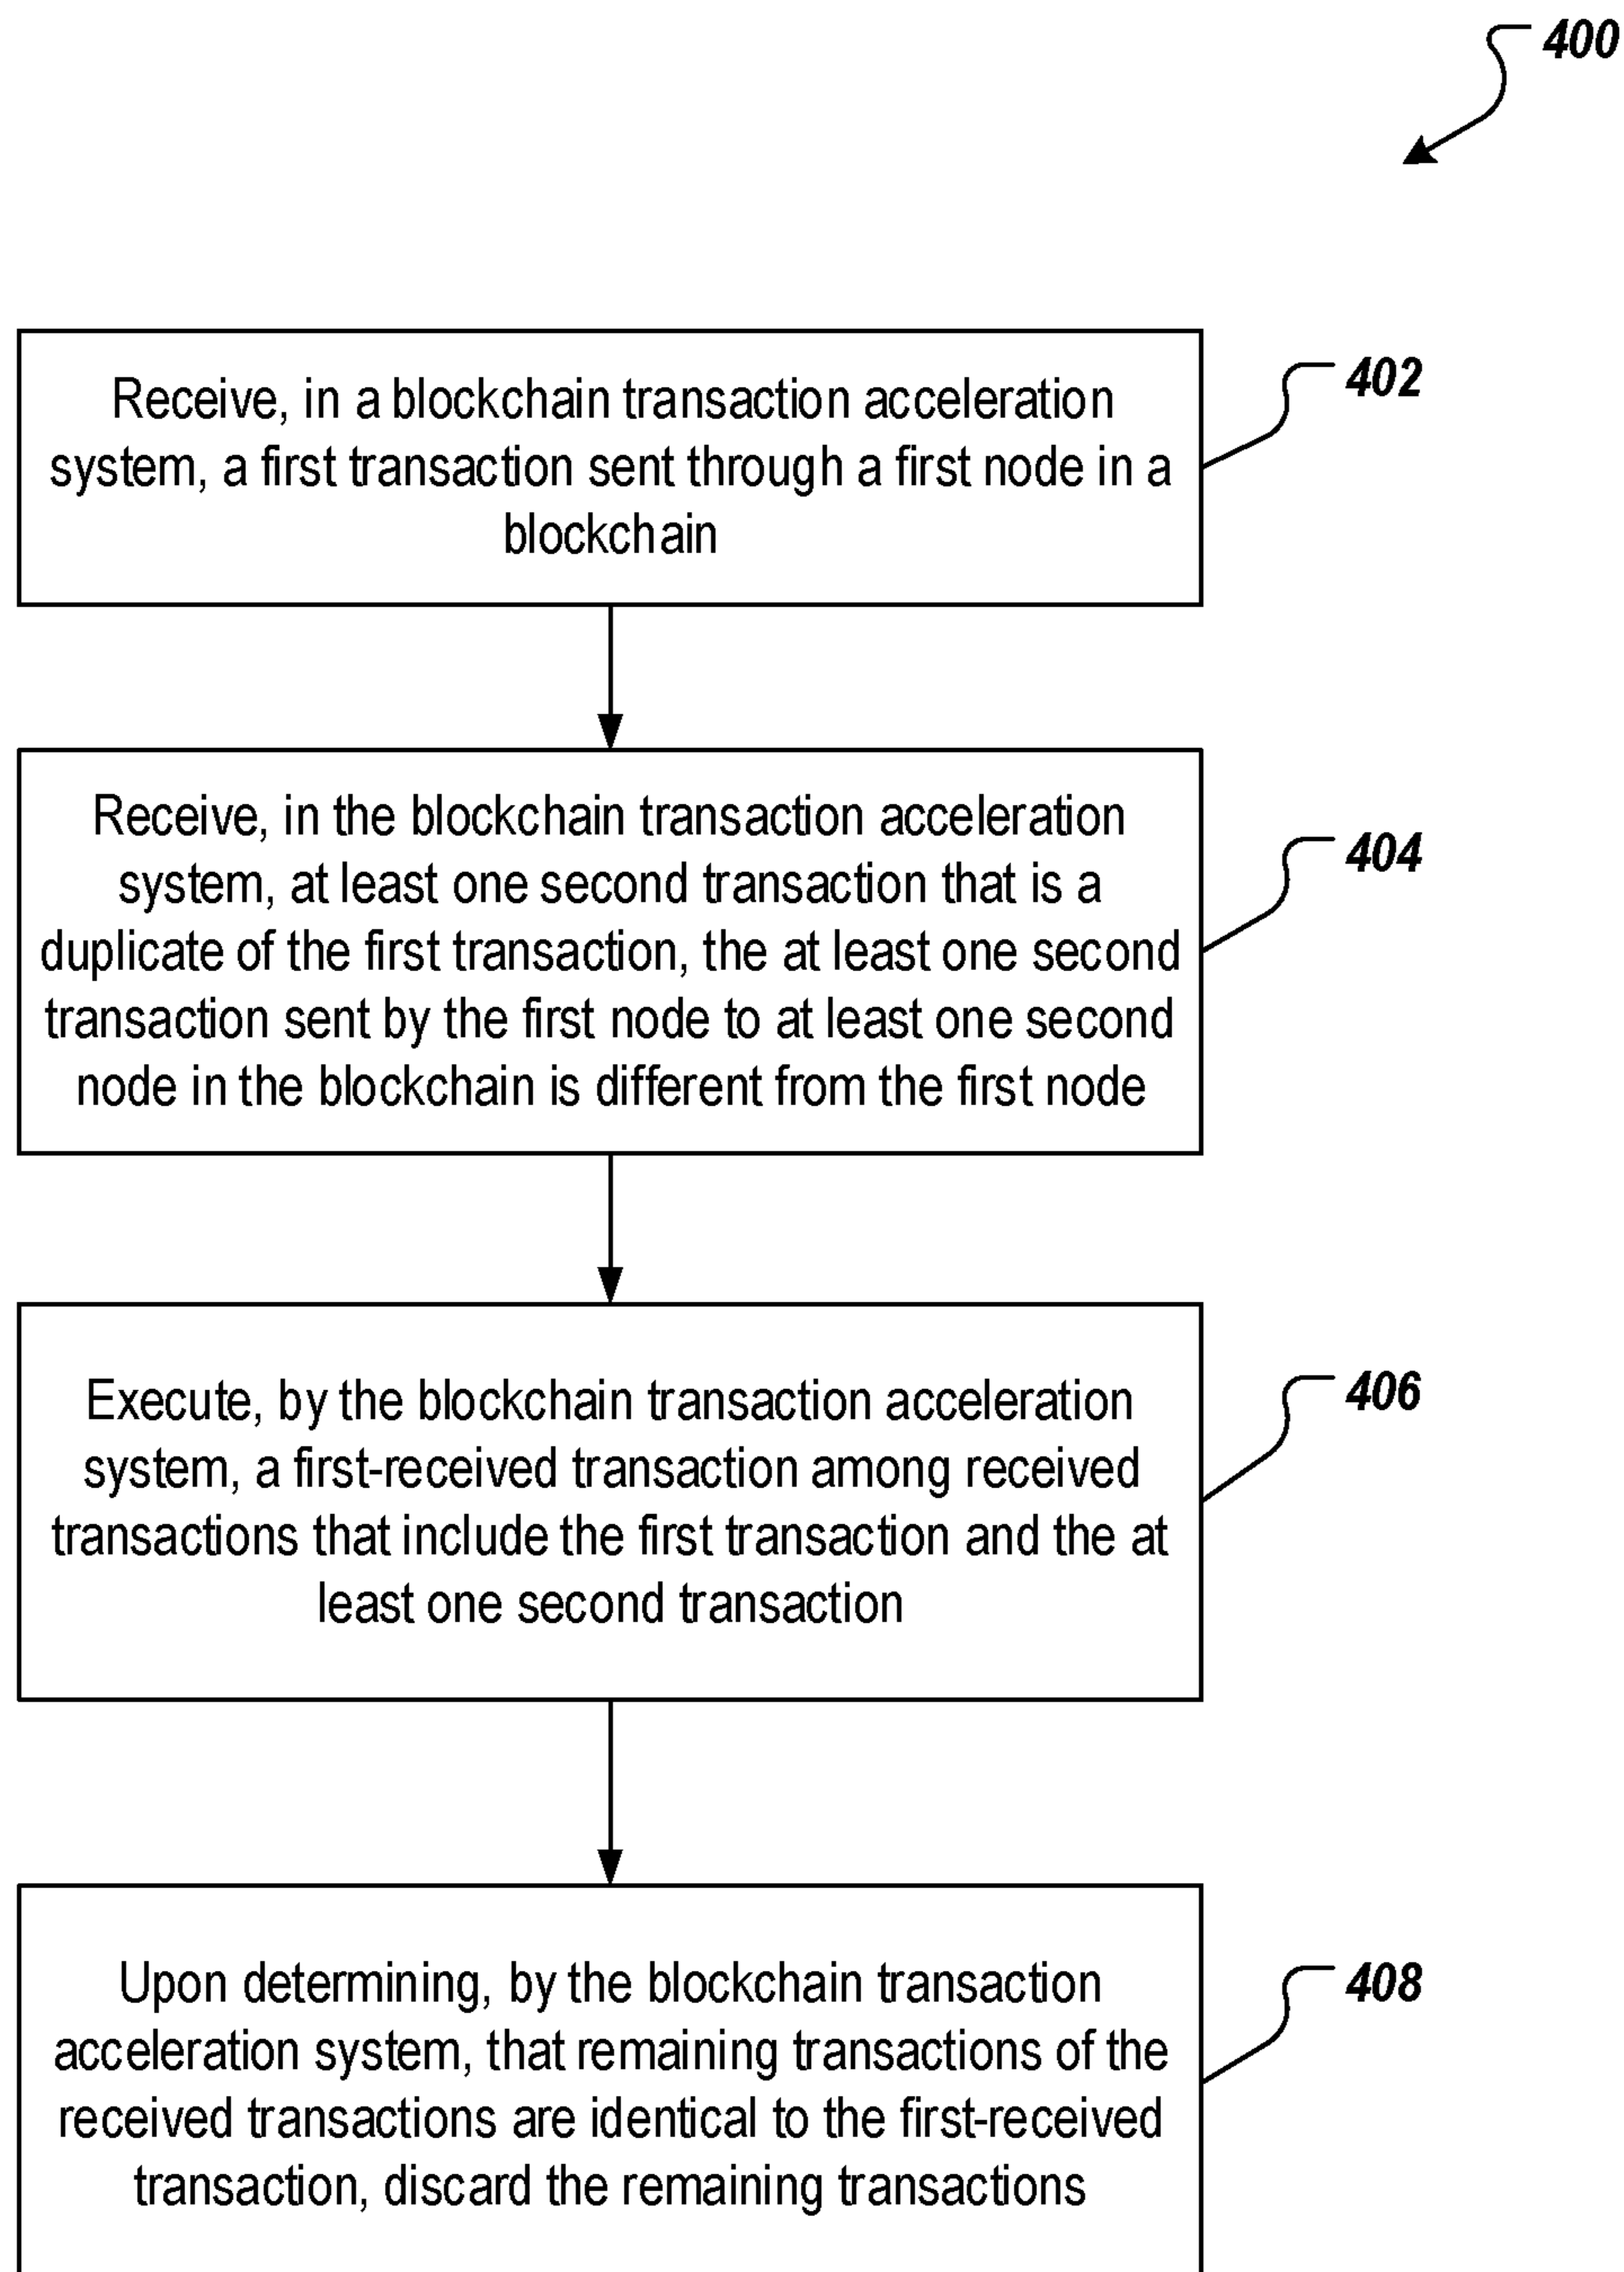 400
Receive, in a blockchain transaction acceleration
system, a first transaction sent through a first node in a
blockchain
402
Receive, in the blockchain transaction acceleration
system, at least one second transaction that is a
duplicate of the first transaction, the at least one second
transaction sent by the first node to at least one second
node in the blockchain is different from the first node
404
Execute, by the blockchain transaction acceleration
system, a first-received transaction among received
transactions that include the first transaction and the at
least one second transaction
406
Upon determining, by the blockchain transaction
acceleration system, that remaining transactions of the
received transactions are identical to the first-received
transaction, discard the remaining transactions
408